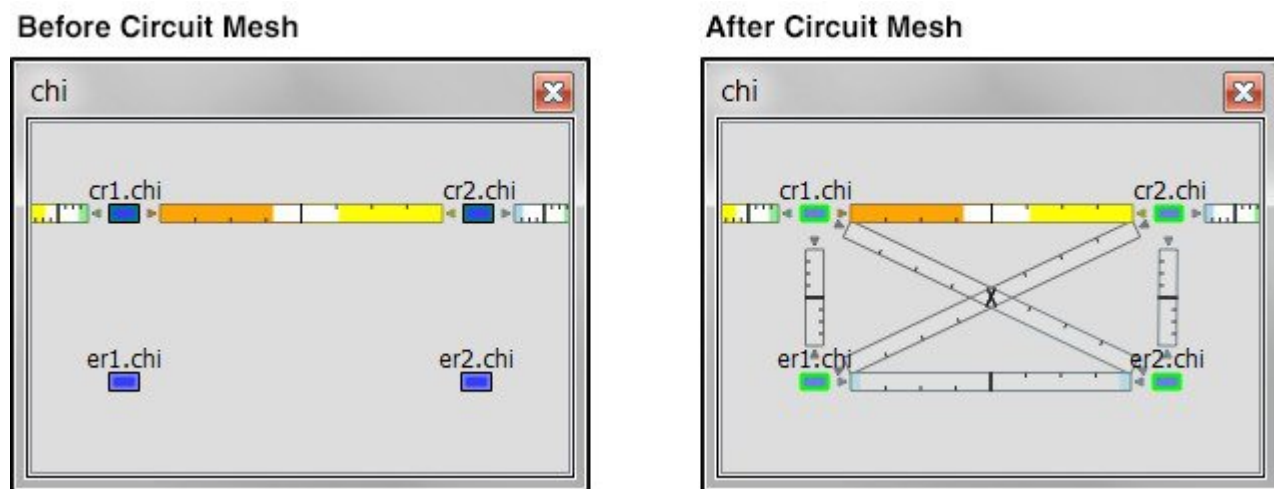 Before Circuit Mesh
After Circuit Mesh
chi
chi
cr1.chi
cr2.chi
cr1.chi
cr2.chi
er1.chi
er2.chi
er1.chi
er2.chi